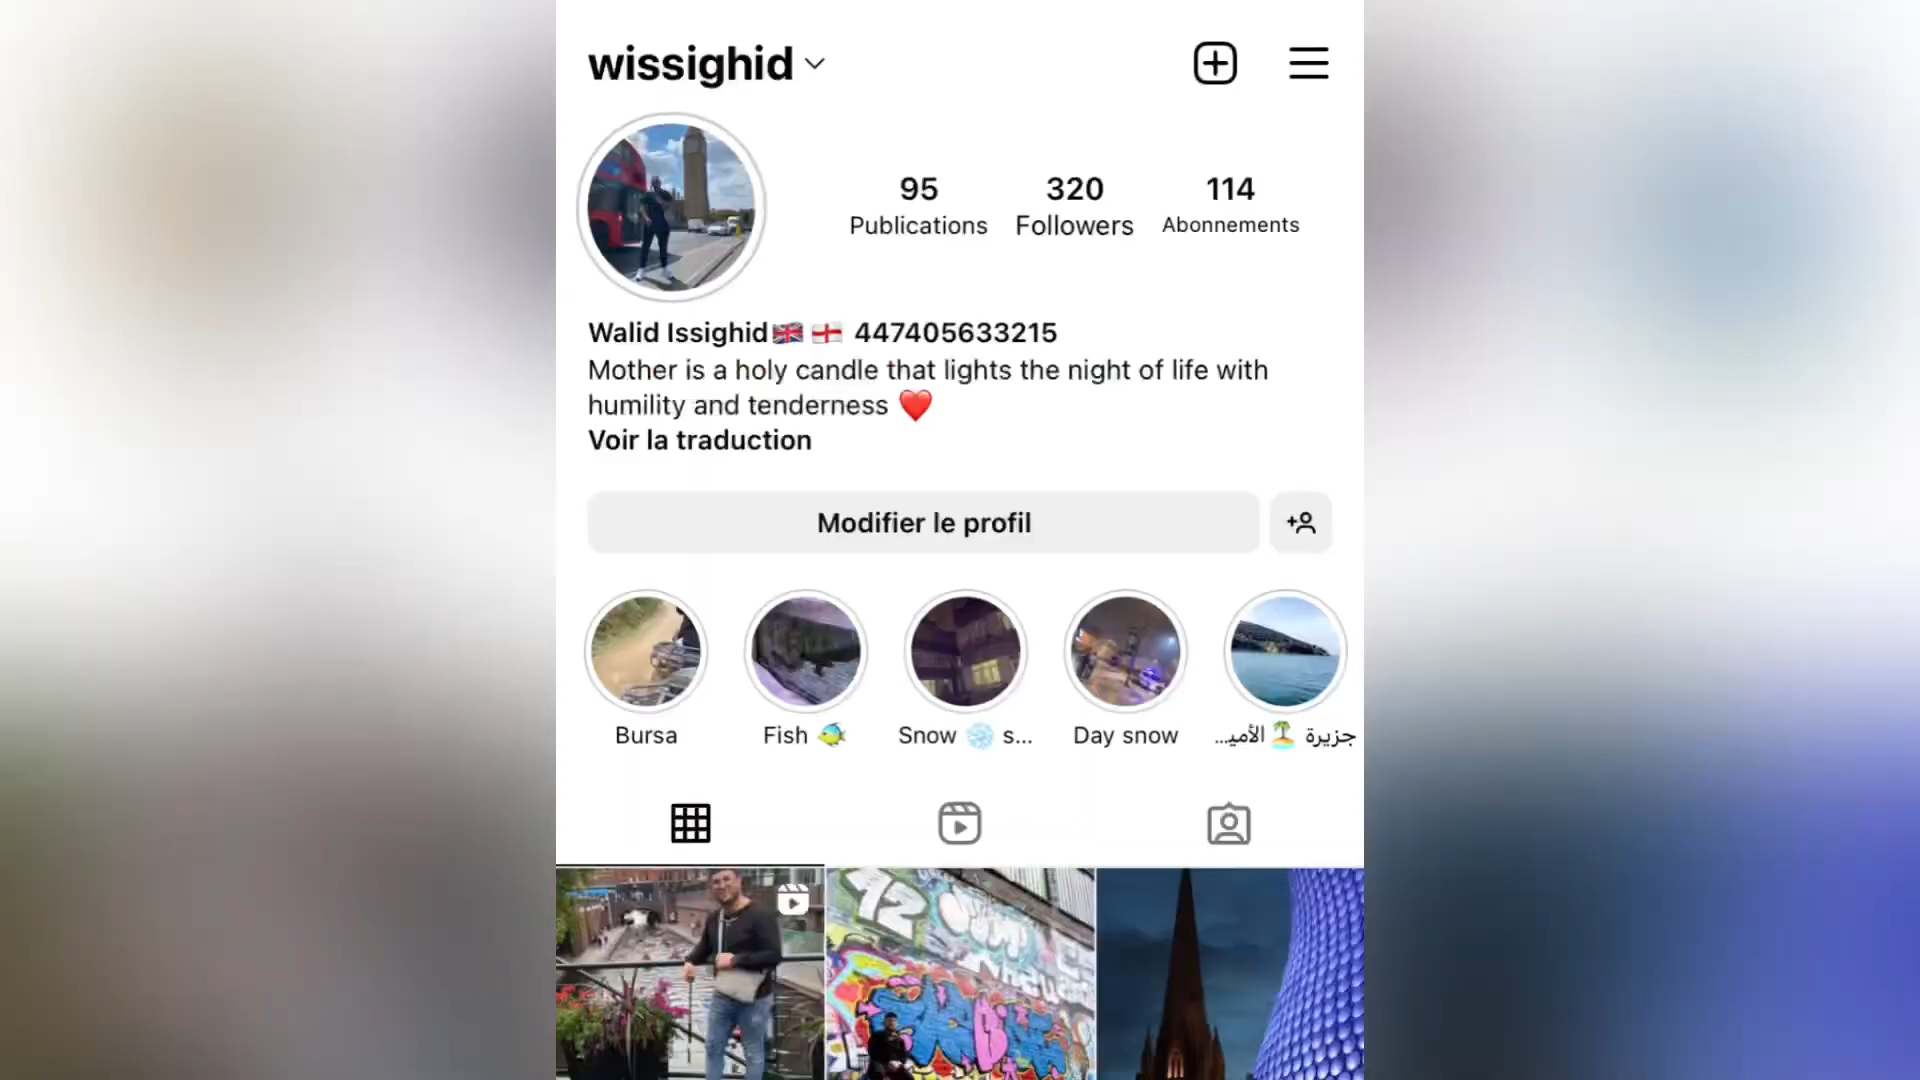 wissighid
95 320 114
Publications Followers Abonnements
Walid Issighid🇬🇧 🏴󠁧󠁢󠁥󠁮󠁧󠁿 447405633215
Mother is a holy candle that lights the night of life with
humility and tenderness ❤️
Voir la traduction
Modifier le profil
Bursa Fish 🐠 Snow ❄️ s... Day snow جزيرة 🏝️ الأميـ...